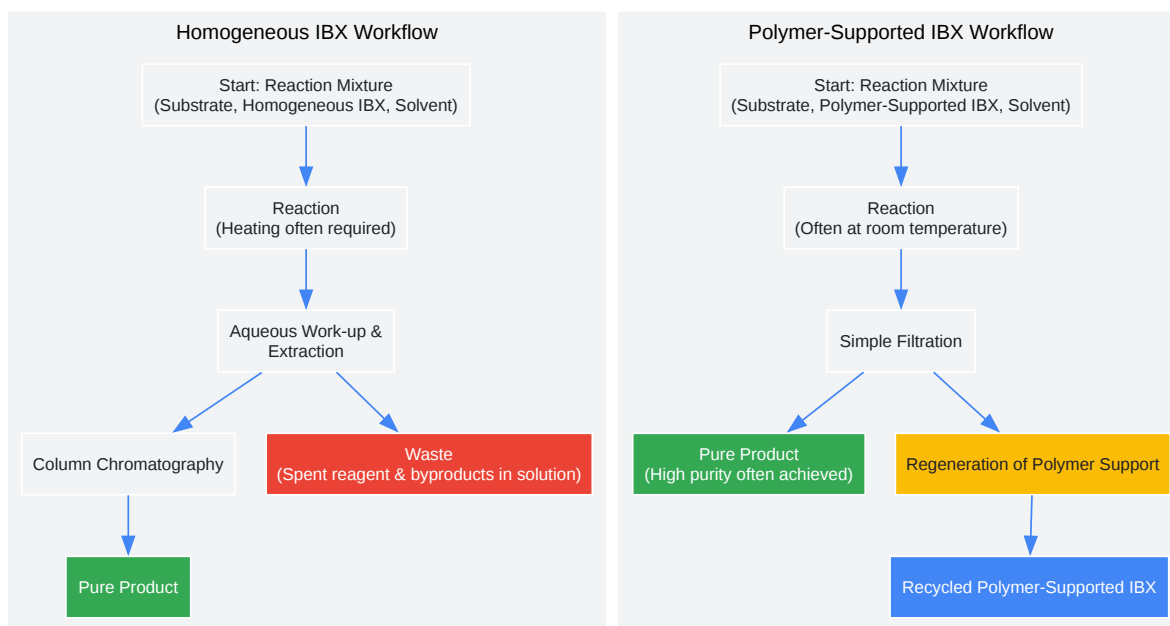 Homogeneous IBX Workflow
Start: Reaction Mixture
(Substrate, Homogeneous IBX, Solvent)
Reaction
(Heating often required)
Aqueous Work-up &
Extraction
Column Chromatography
Waste
(Spent reagent & byproducts in solution)
Pure Product
Polymer-Supported IBX Workflow
Start: Reaction Mixture
(Substrate, Polymer-Supported IBX, Solvent)
Reaction
(Often at room temperature)
Simple Filtration
Pure Product
(High purity often achieved)
Regeneration of Polymer Support
Recycled Polymer-Supported IBX